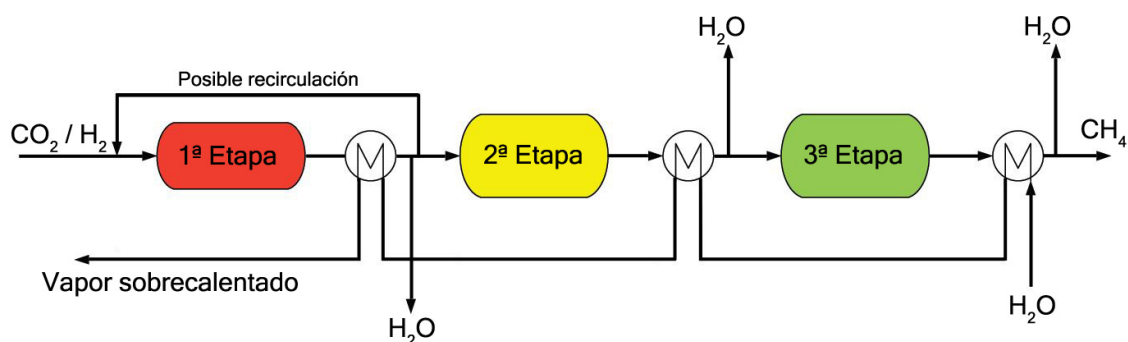 H₂O
H₂O
Posible recirculación
CO₂ / H₂
1ª Etapa
2ª Etapa
3ª Etapa
CH₄
Vapor sobrecalentado
H₂O
H₂O